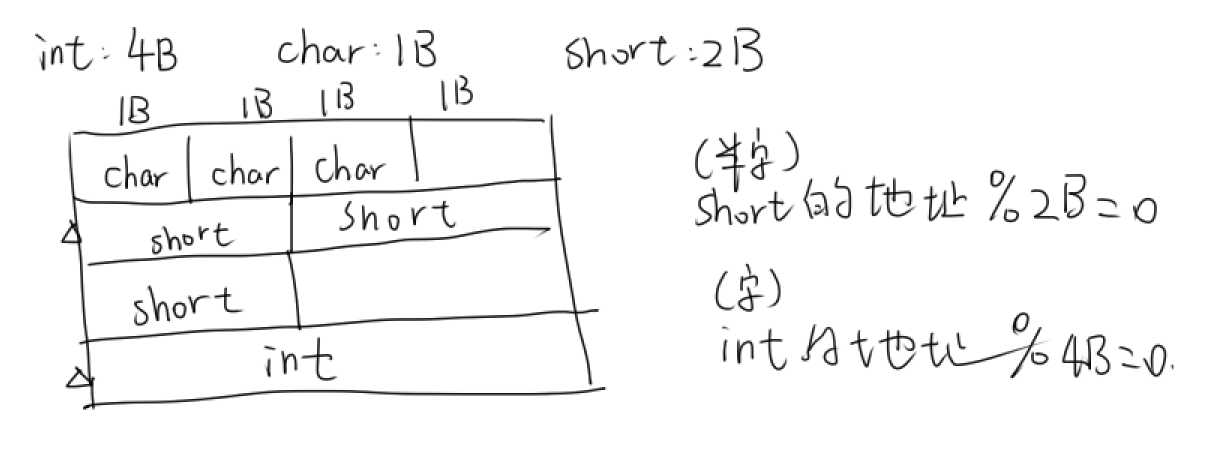 int: 4B char: 1B short: 2B
1B 1B 1B 1B
char char char
short short
short
int
(半字)
short的地址 % 2B = 0
(字)
int的地址 % 4B = 0.